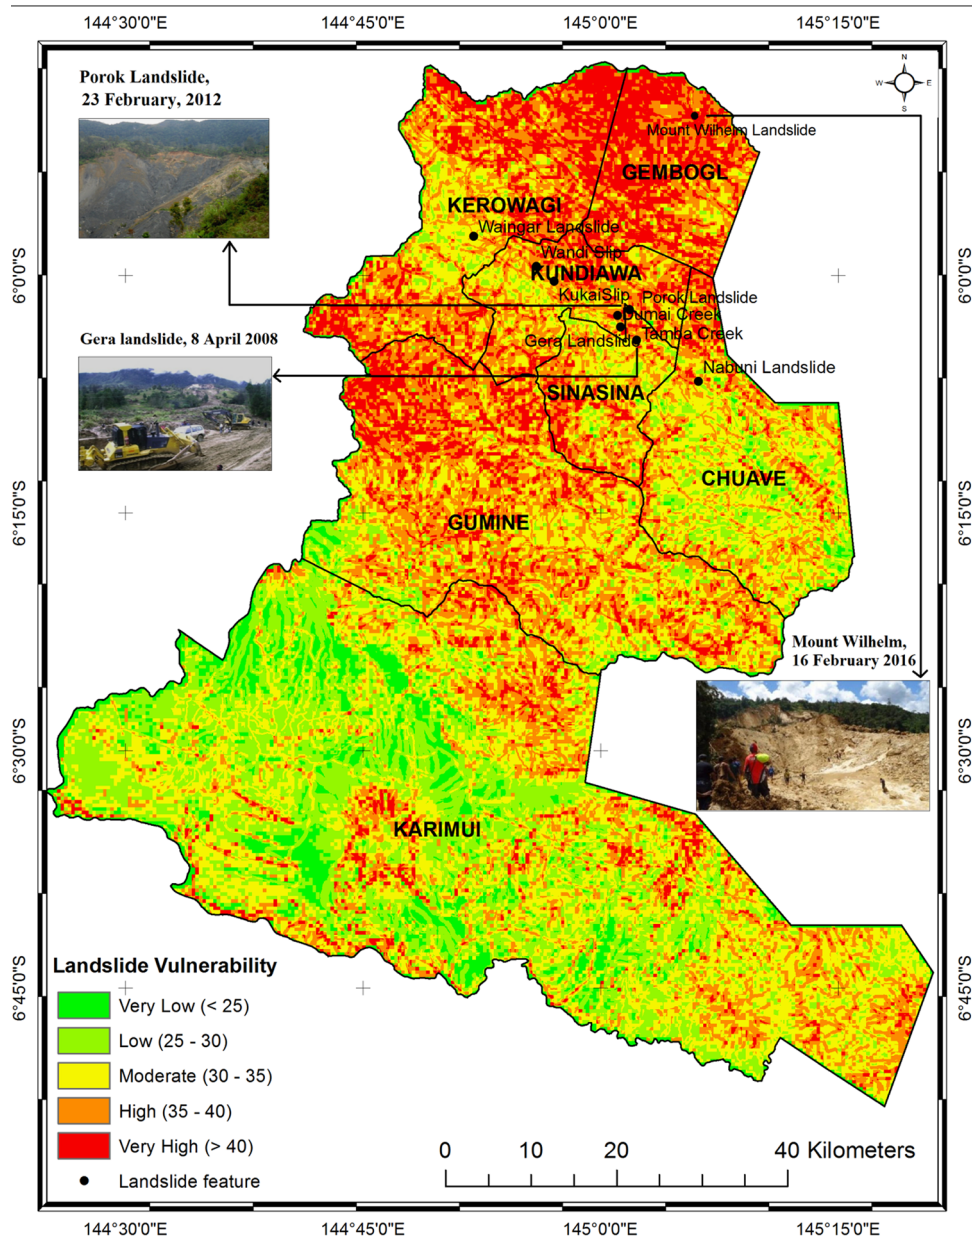 144°30'0"E 144°45'0"E 145°0'0"E 145°15'0"E
Porok Landslide,
23 February, 2012
N
W E
S
Mount Wilhelm Landslide
GEMBOGL
KEROWAGI
Waingar Landslide
Wandi Slip
KUNDIAWA
6°0'0"S 6°0'0"S
KukaiSlip
Porok Landslide
Dumai Creek
Tamba Creek
Gera Landslide
Gera landslide, 8 April 2008
Nabuni Landslide
SINASINA
CHUAVE
GUMINE
6°15'0"S 6°15'0"S
Mount Wilhelm,
16 February 2016
6°30'0"S 6°30'0"S
KARIMUI
6°45'0"S 6°45'0"S
Landslide Vulnerability
Very Low (< 25)
Low (25 - 30)
Moderate (30 - 35)
High (35 - 40)
Very High (> 40)
Landslide feature
0 10 20 40 Kilometers
144°30'0"E 144°45'0"E 145°0'0"E 145°15'0"E